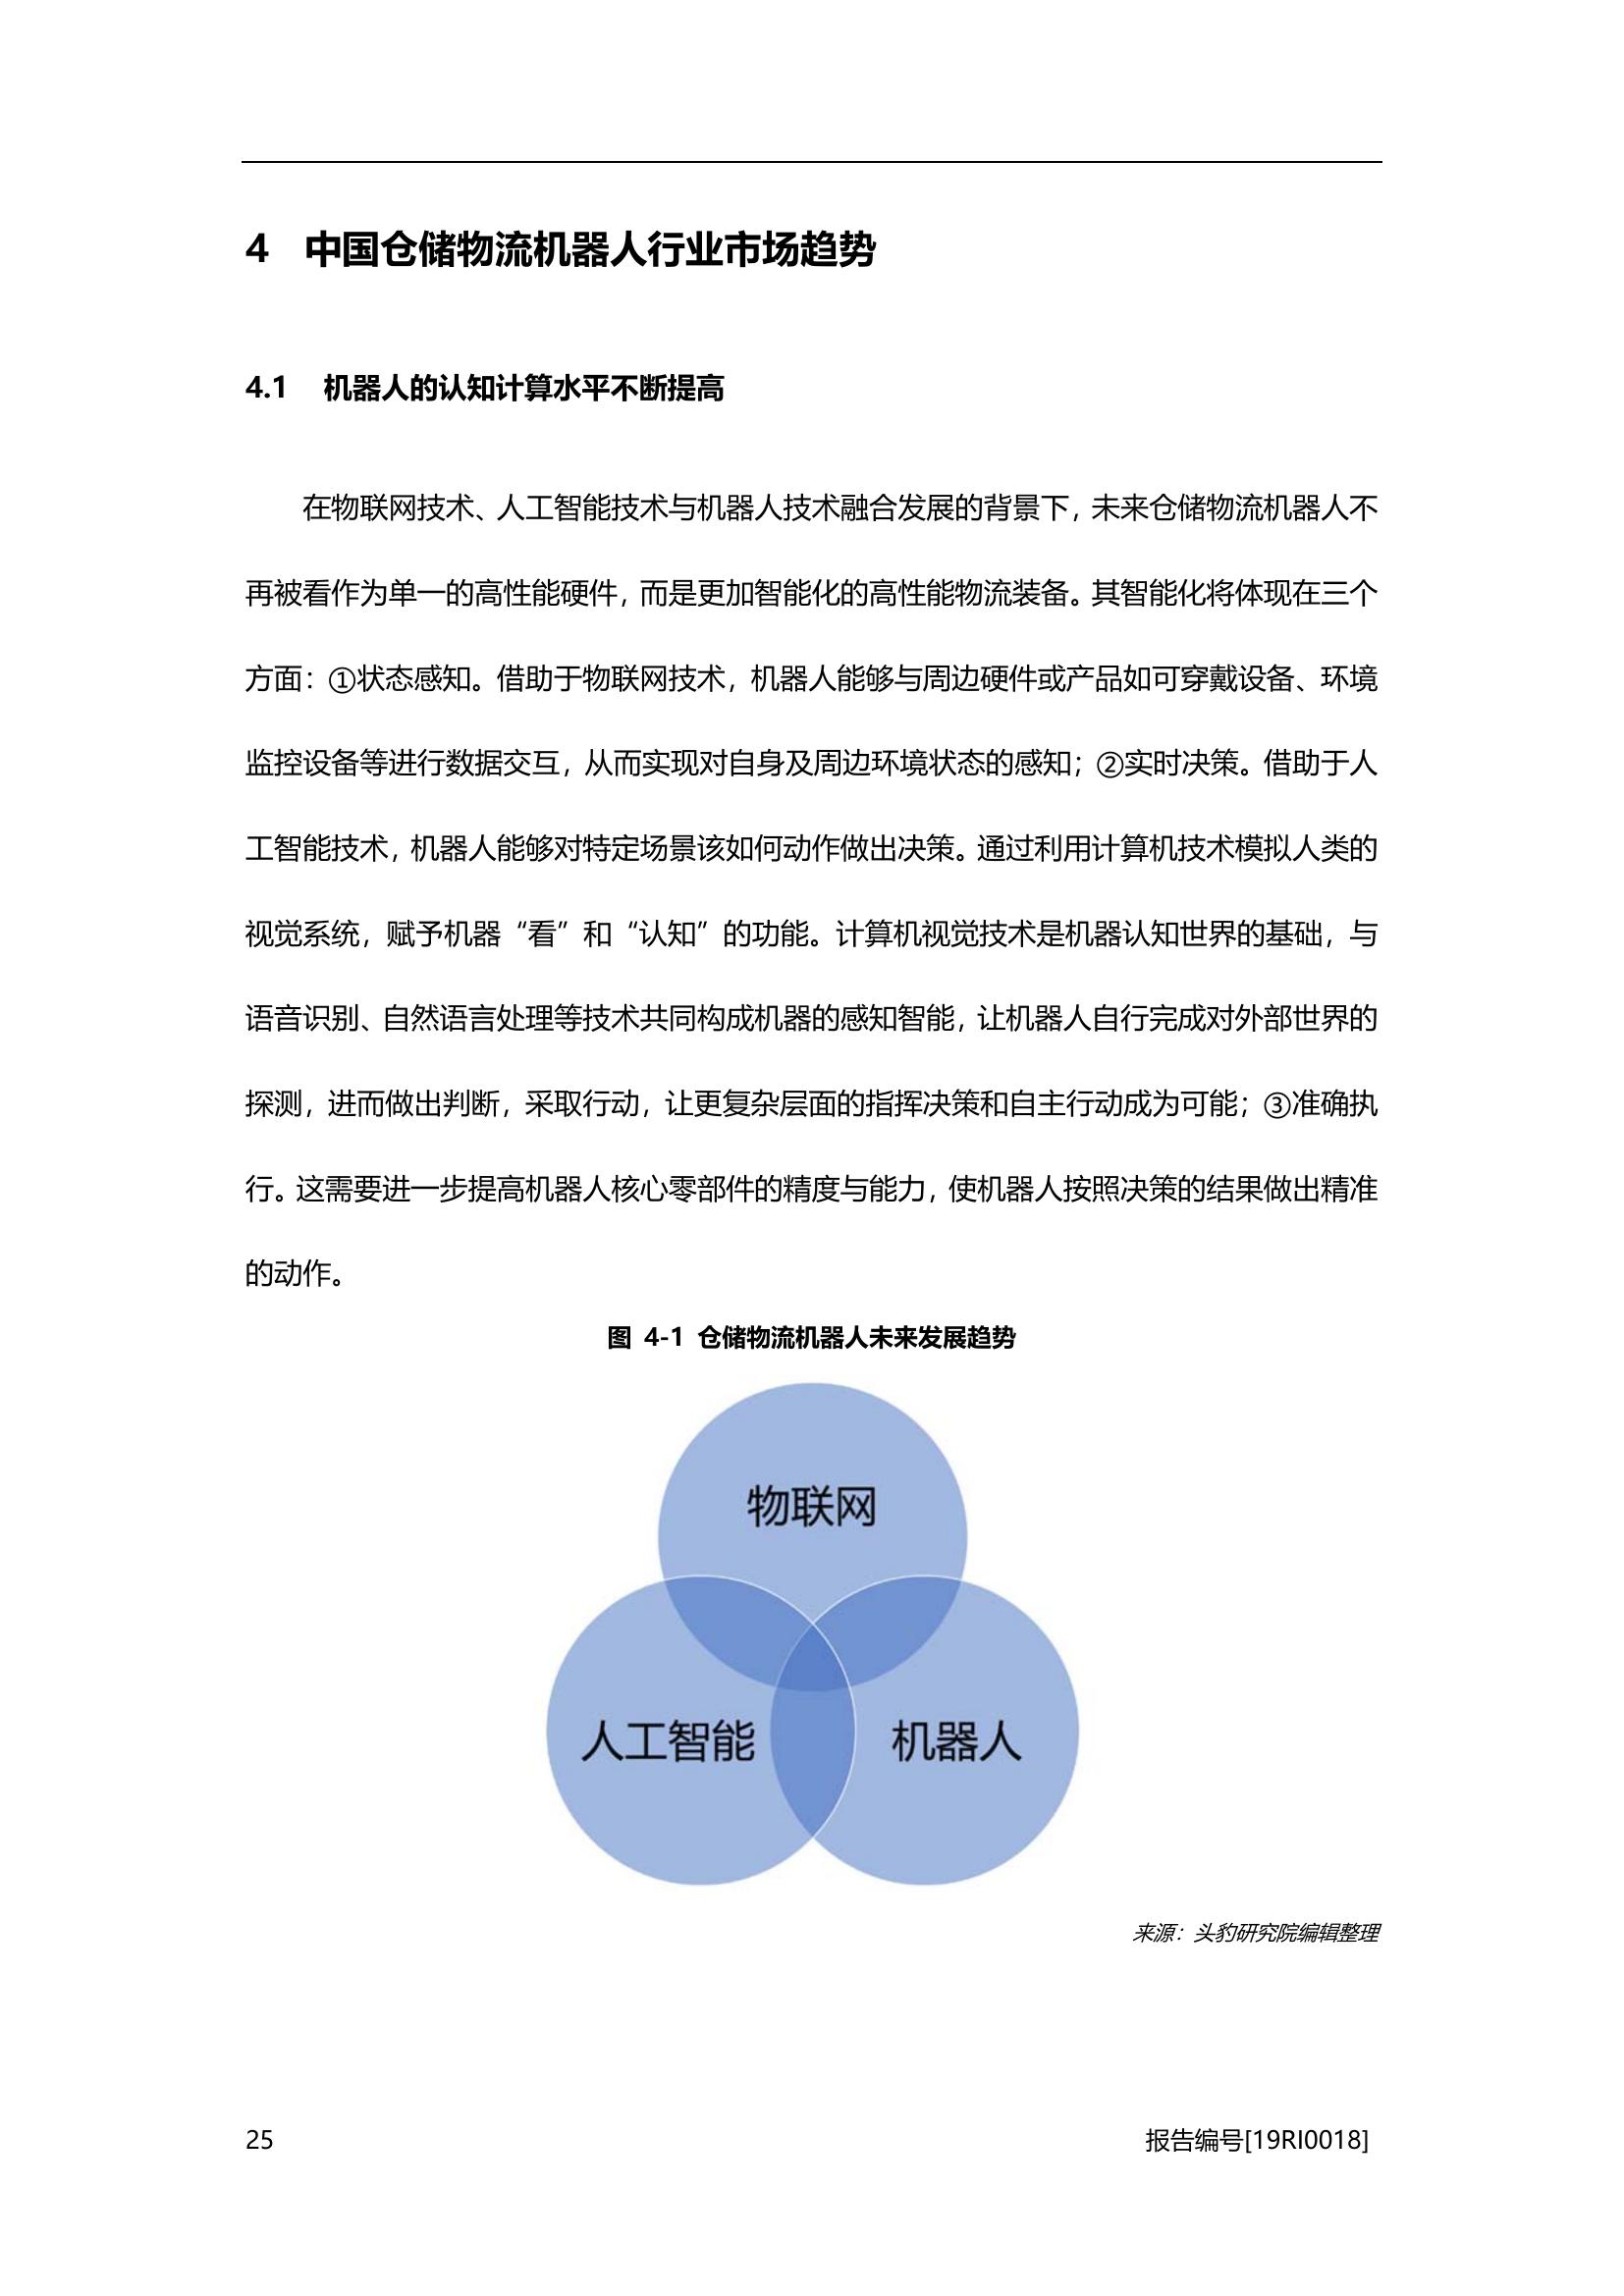 4 中国仓储物流机器人行业市场趋势
4.1 机器人的认知计算水平不断提高
在物联网技术、人工智能技术与机器人技术融合发展的背景下，未来仓储物流机器人不
再被看作为单一的高性能硬件，而是更加智能化的高性能物流装备。其智能化将体现在三个
方面：①状态感知。借助于物联网技术，机器人能够与周边硬件或产品如可穿戴设备、环境
监控设备等进行数据交互，从而实现对自身及周边环境状态的感知；②实时决策。借助于人
工智能技术，机器人能够对特定场景该如何动作做出决策。通过利用计算机技术模拟人类的
视觉系统，赋予机器“看”和“认知”的功能。计算机视觉技术是机器认知世界的基础，与
语音识别、自然语言处理等技术共同构成机器的感知智能，让机器人自行完成对外部世界的
探测，进而做出判断，采取行动，让更复杂层面的指挥决策和自主行动成为可能；③准确执
行。这需要进一步提高机器人核心零部件的精度与能力，使机器人按照决策的结果做出精准
的动作。
图 4-1 仓储物流机器人未来发展趋势
物联网
人工智能
机器人
来源：头豹研究院编辑整理
25
报告编号[19RI0018]